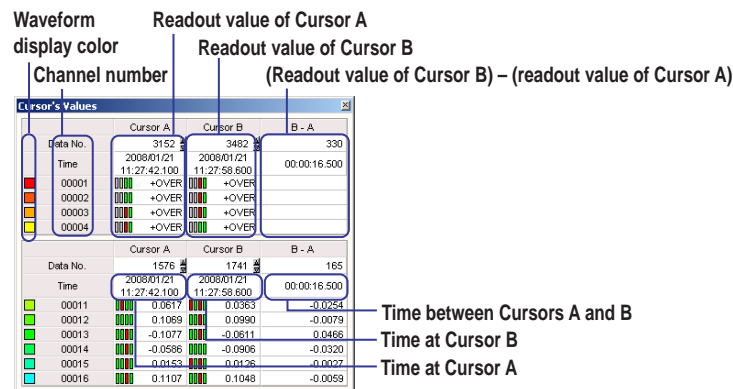 Waveform
display color
Readout value of Cursor A
Readout value of Cursor B
Channel number
(Readout value of Cursor B) – (readout value of Cursor A)
Cursor's Values
Cursor A Cursor B B - A
Data No. 3152 3482 330
Time 2008/01/21 11:27:42.100 2008/01/21 11:27:58.600 00:00:16.500
00001 +OVER +OVER
00002 +OVER +OVER
00003 +OVER +OVER
00004 +OVER +OVER
Cursor A Cursor B B - A
Data No. 1576 1741 165
Time 2008/01/21 11:27:42.100 2008/01/21 11:27:58.600 00:00:16.500
00011 0.0617 0.0363 -0.0254
00012 0.1069 0.0990 -0.0079
00013 -0.1077 -0.0611 0.0466
00014 -0.0586 -0.0906 -0.0320
00015 0.0153 0.0126 -0.0027
00016 0.1107 0.1048 -0.0059
Time between Cursors A and B
Time at Cursor B
Time at Cursor A